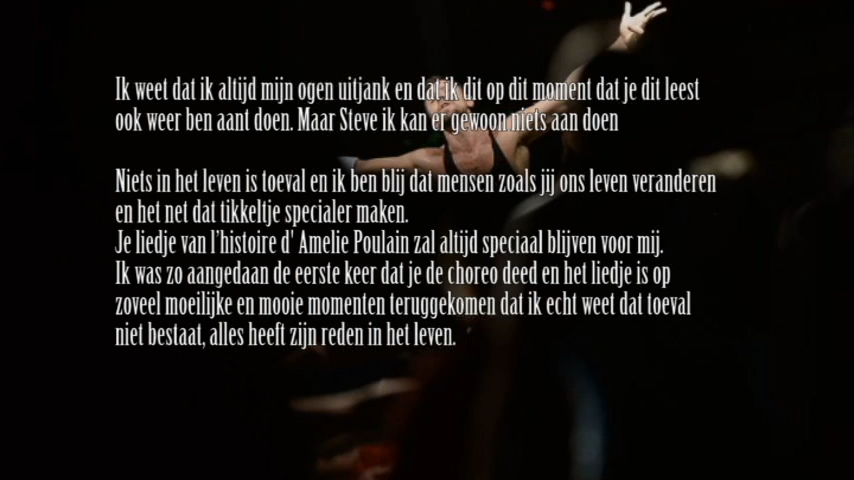 Ik weet dat ik altijd mijn ogen uitjank en dat ik dit op dit moment dat je dit leest
ook weer ben aant doen. Maar Steve ik kan er gewoon niets aan doen
Niets in het leven is toeval en ik ben blij dat mensen zoals jij ons leven veranderen
en het net dat tikkeltje specialer maken.
Je liedje van l'histoire d' Amelie Poulain zal altijd speciaal blijven voor mij.
Ik was zo aangedaan de eerste keer dat je de choreo deed en het liedje is op
zoveel moeilijke en mooie momenten teruggekomen dat ik echt weet dat toeval
niet bestaat, alles heeft zijn reden in het leven.